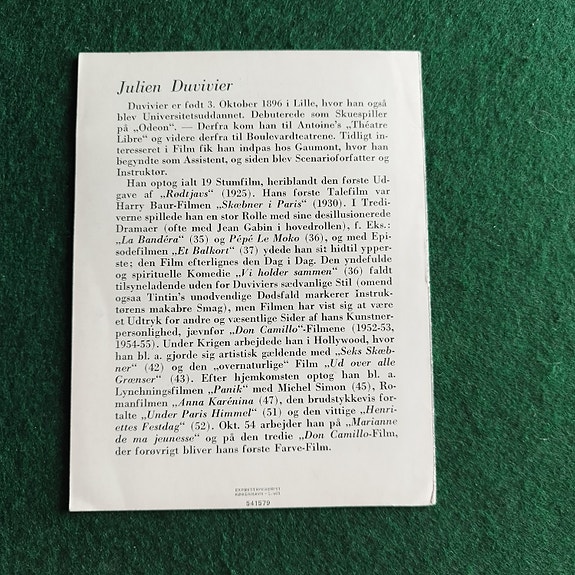 Julien Duvivier
Duvivier er født 3. Oktober 1896 i Lille, hvor han også
blev Universitetsuddannet. Debuterede som Skuespiller
på „Odeon“. — Derfra kom han til Antoine's „Théatre
Libre“ og videre derfra til Boulevardteatrene. Tidligt in-
teresseret i Film fik han indpas hos Gaumont, hvor han
begyndte som Assistent, og siden blev Scenarioforfatter og
Instruktør.
Han optog ialt 19 Stumfilm, heriblandt den første Ud-
gave af „Rødtjavs“ (1925). Hans første Talefilm var
Harry Baur-Filmen „Skæbner i Paris“ (1930). I Tredi-
verne spillede han en stor Rolle med sine desillusionerede
Dramaer (ofte med Jean Gabin i hovedrollen), f. Eks.:
„La Bandéra“ (35) og Pépé Le Moko (36), og med Epi-
sodefilmen „Et Balkort“ (37) ydede han sit hidtil ypper-
ste; den Film efterlignes den Dag i Dag. Den yndefulde
og spirituelle Komedie „Vi holder sammen“ (36) faldt
tilsyneladende uden for Duviviers sædvanlige Stil (omend
ogsaa Tintin's unødvendige Dødsfald markerer instruk-
tørens makabre Smag), men Filmen har vist sig at være
et Udtryk for andre og væsentlige Sider af hans Kunstner-
personlighed, jævnfør „Don Camillo“-Filmene (1952-53,
1954-55). Under Krigen arbejdede han i Hollywood, hvor
han bl. a. gjorde sig artistisk gældende med „Seks Skæb-
ner“ (42) og den „overnaturlige“ Film „Ud over alle
Grænser“ (43). Efter hjemkomsten optog han bl. a.
Lynchningsfilmen „Panik“ med Michel Simon (45), Ro-
manfilmen „Anna Karénina (47), den brudstykkevis for-
talte „Under Paris Himmel“ (51) og den vittige „Henri-
ettes Festdag“ (52). Okt. 54 arbejder han på „Marianne
de ma jeunesse“ og på den tredie „Don Camillo-Film,
der forøvrigt bliver hans første Farve-Film.
541579